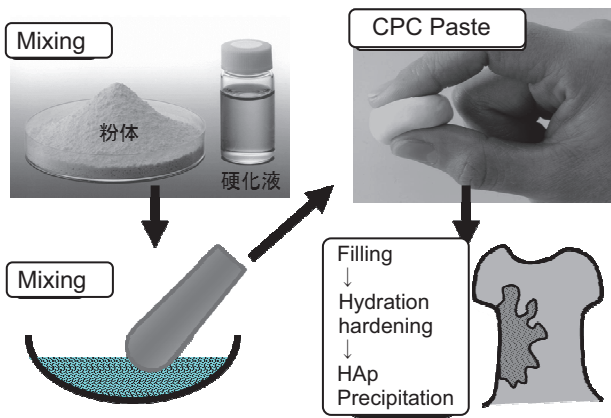 Mixing
粉体
硬化液
Mixing
CPC Paste
Filling
↓
Hydration
hardening
↓
HAp
Precipitation